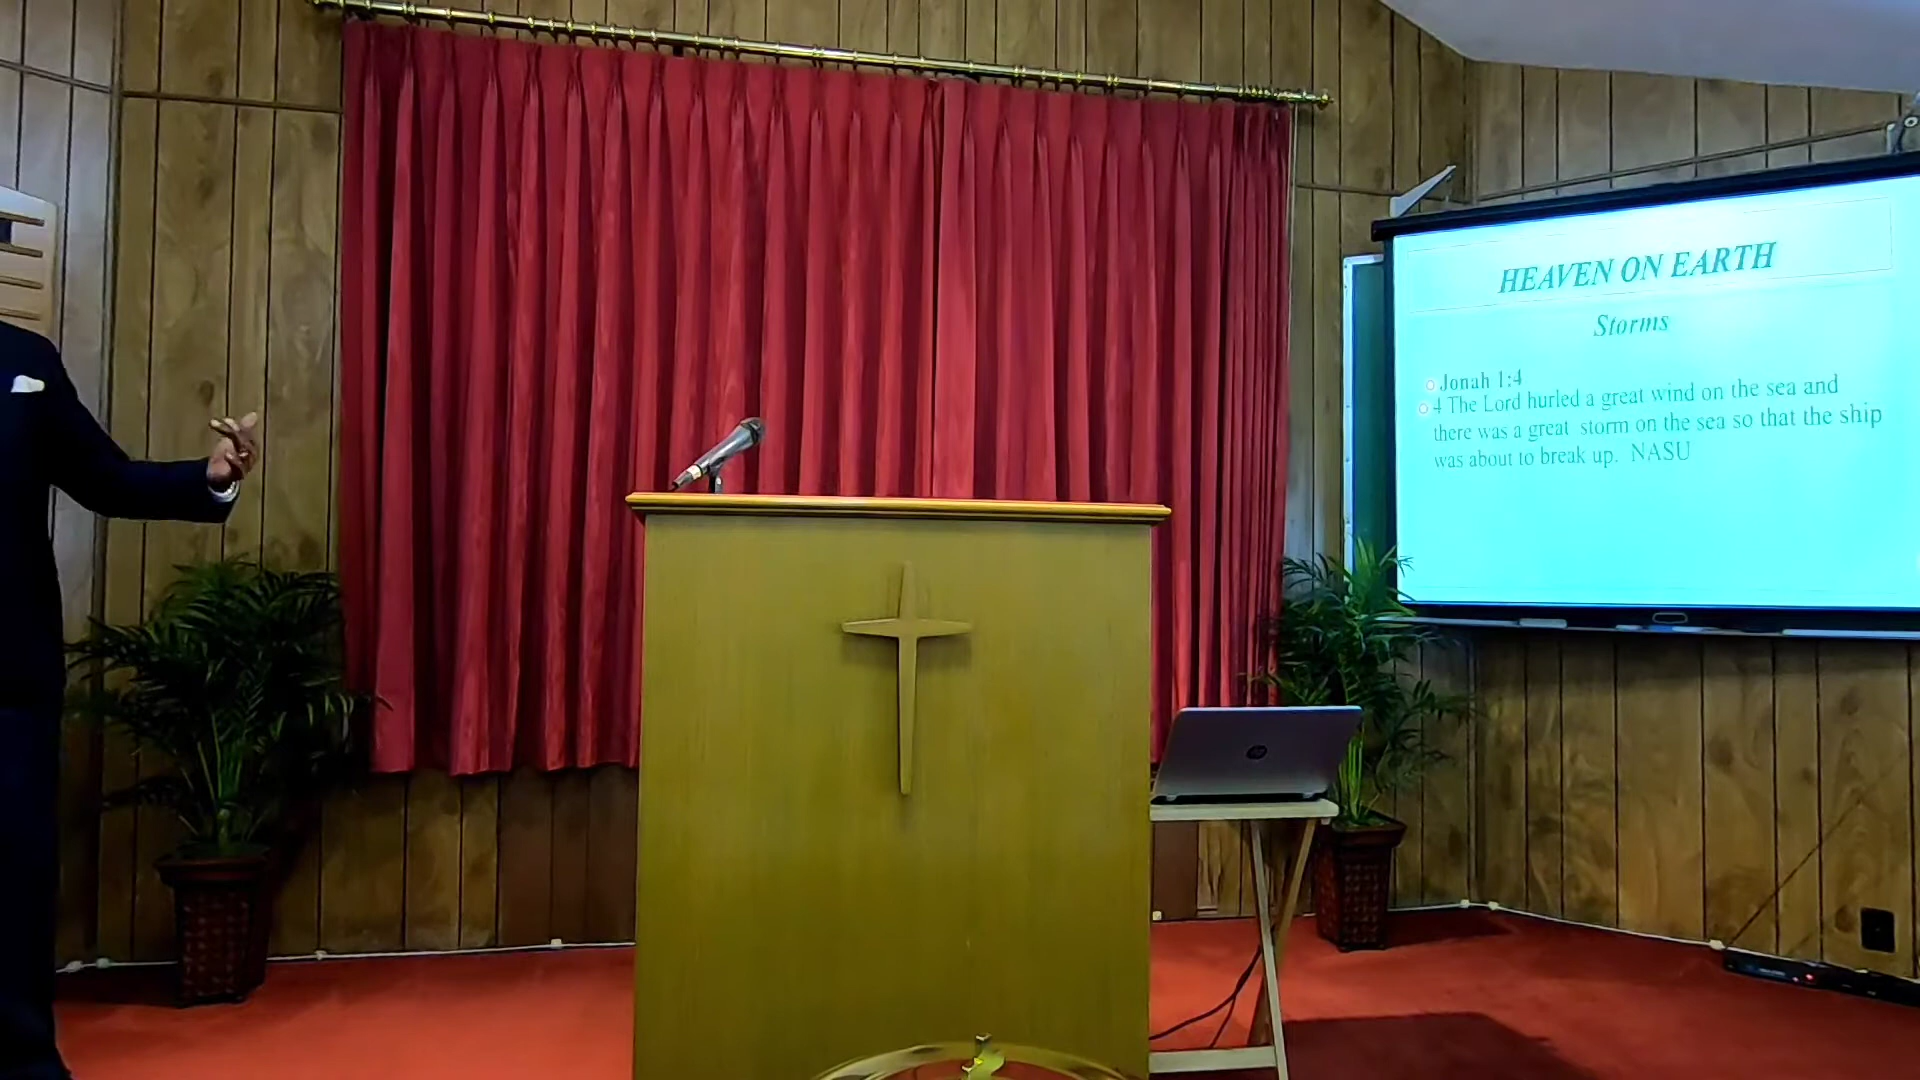 HEAVEN ON EARTH
Storms
Jonah 1:4
4 The Lord hurled a great wind on the sea and
there was a great storm on the sea so that the ship
was about to break up. NASU
hp